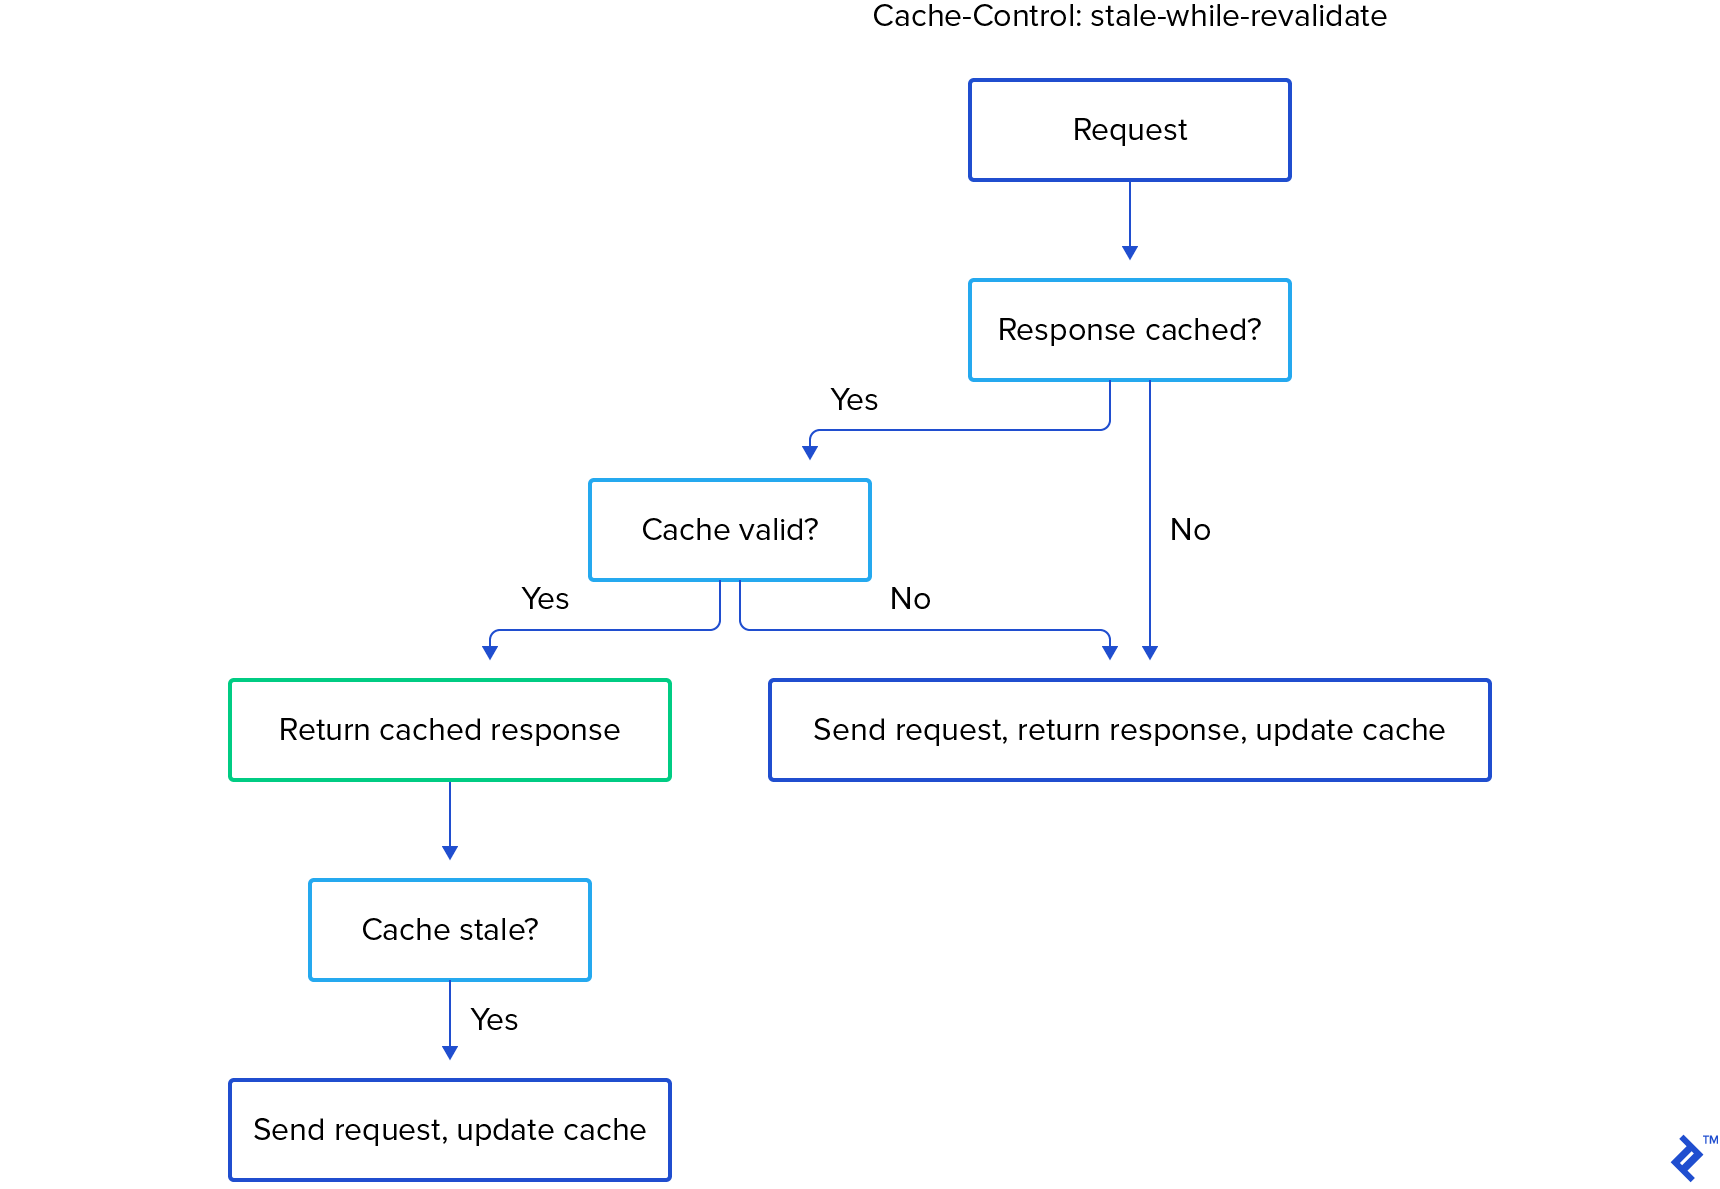 Cache-Control: stale-while-revalidate
Request
Response cached?
Yes
No
Cache valid?
Yes
No
Return cached response
Send request, return response, update cache
Cache stale?
Yes
Send request, update cache
TM